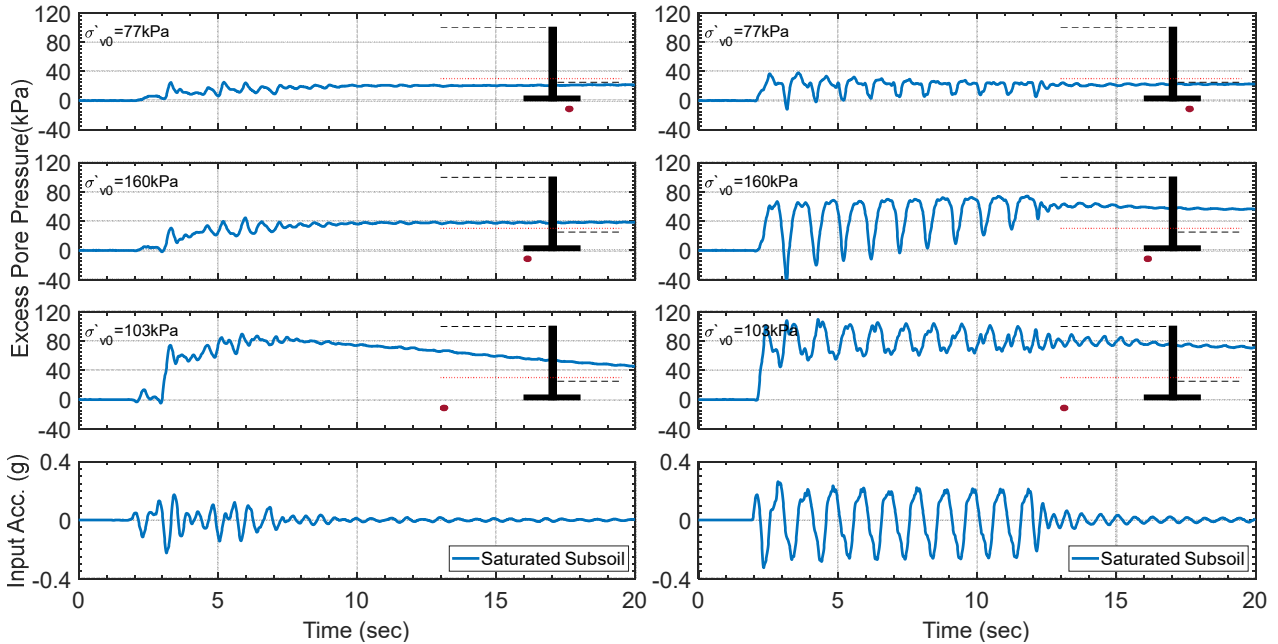 Excess Pore Pressure(kPa)
Input Acc. (g)
120
80
40
0
-40
σ`v0=77kPa
σ`v0=77kPa
120
80
40
0
-40
120
80
40
0
-40
σ`v0=160kPa
σ`v0=160kPa
120
80
40
0
-40
120
80
40
0
-40
σ`v0=103kPa
σ`v0=103kPa
120
80
40
0
-40
0.4
0
-0.4
Saturated Subsoil
0.4
0
-0.4
Saturated Subsoil
0 5 10 15 20
0 5 10 15 20
Time (sec)
Time (sec)